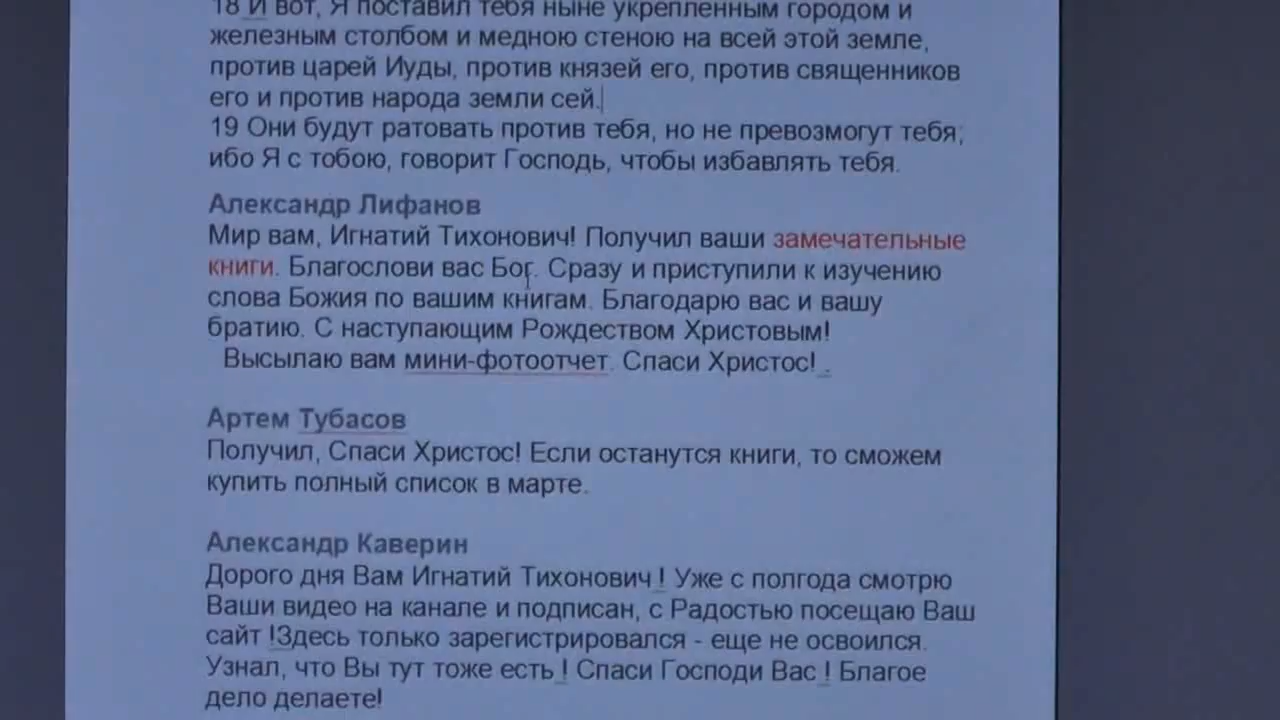 18 И вот, Я поставил тебя ныне укрепленным городом и
железным столбом и медною стеною на всей этой земле,
против царей Иуды, против князей его, против священников
его и против народа земли сей.
19 Они будут ратовать против тебя, но не превозмогут тебя;
ибо Я с тобою, говорит Господь, чтобы избавлять тебя.
Александр Лифанов
Мир вам, Игнатий Тихонович! Получил ваши замечательные
книги. Благослови вас Бог. Сразу и приступили к изучению
слова Божия по вашим книгам. Благодарю вас и вашу
братию. С наступающим Рождеством Христовым!
Высылаю вам мини-фотоотчет. Спаси Христос! .
Артем Тубасов
Получил, Спаси Христос! Если останутся книги, то сможем
купить полный список в марте.
Александр Каверин
Дорого дня Вам Игнатий Тихонович ! Уже с полгода смотрю
Ваши видео на канале и подписан, с Радостью посещаю Ваш
сайт !Здесь только зарегистрировался - еще не освоился.
Узнал, что Вы тут тоже есть ! Спаси Господи Вас ! Благое
дело делаете!